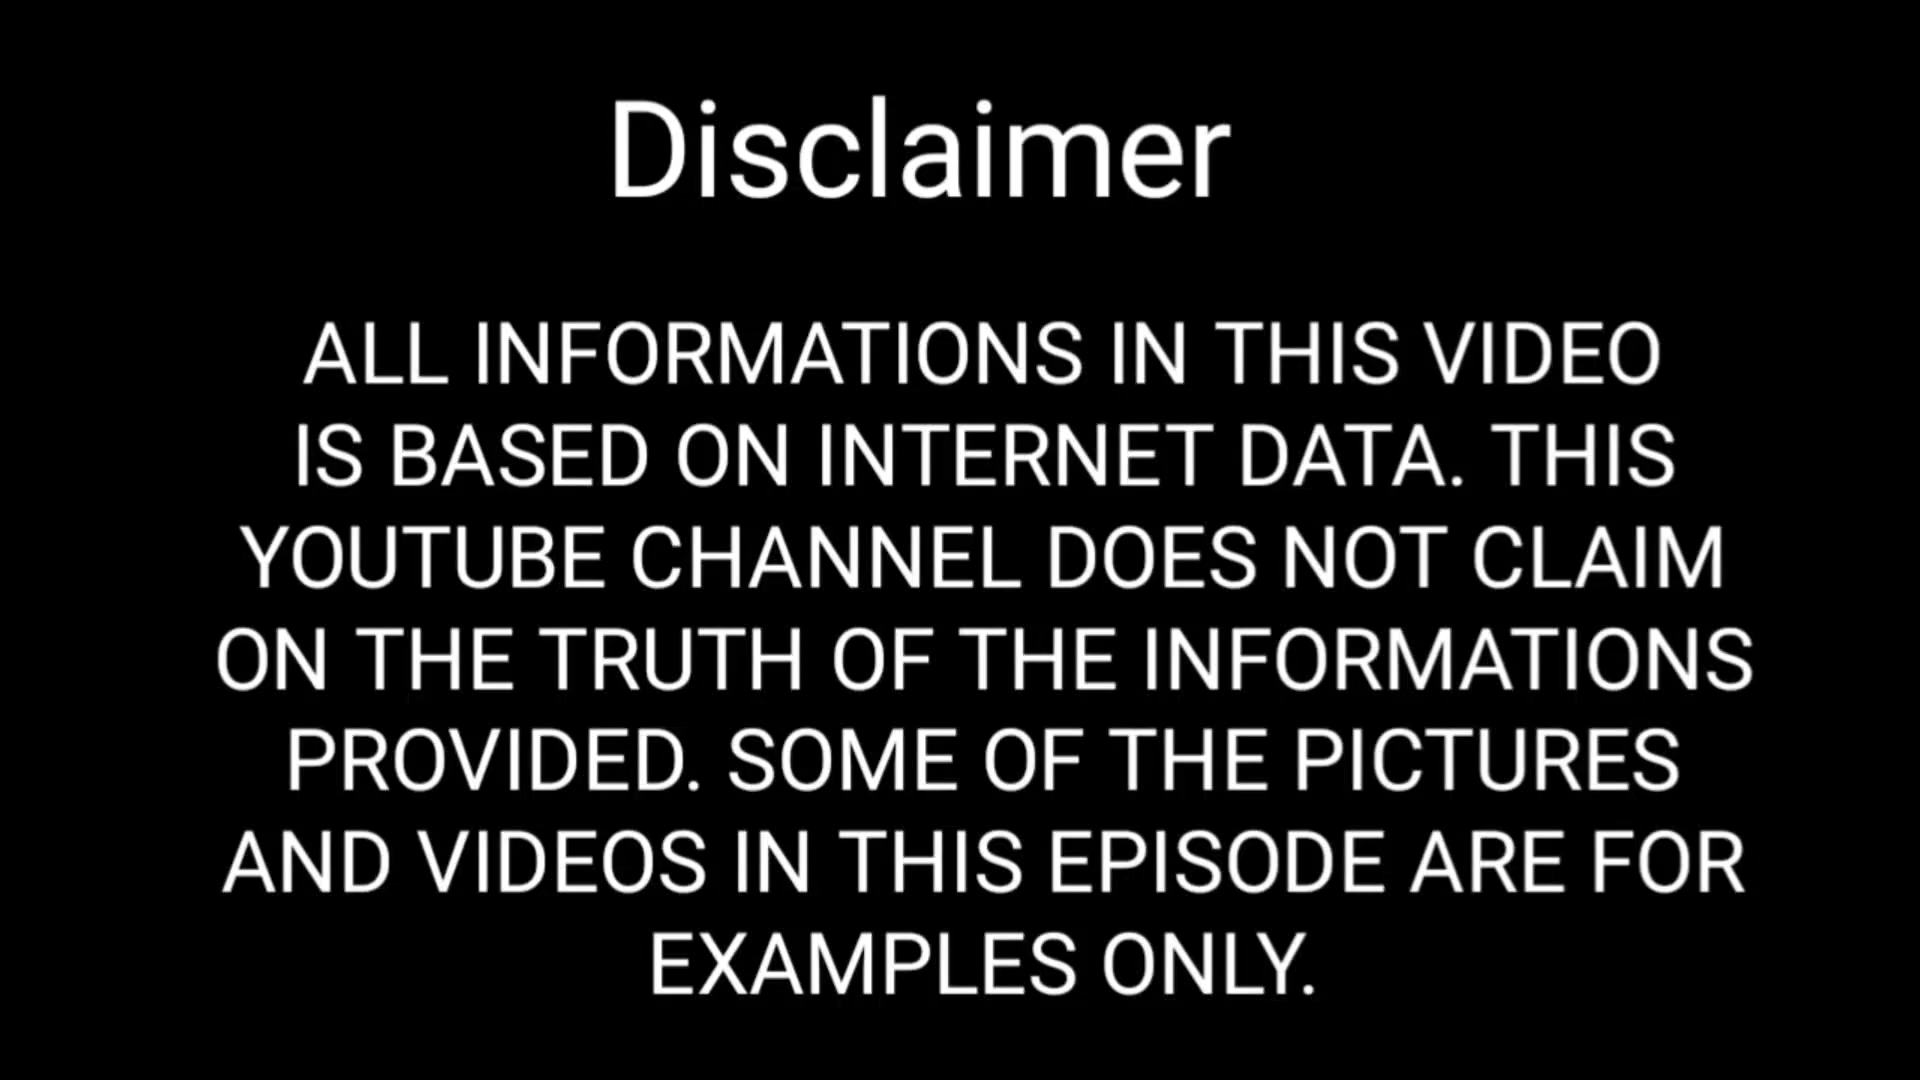 Disclaimer
ALL INFORMATIONS IN THIS VIDEO
IS BASED ON INTERNET DATA. THIS
YOUTUBE CHANNEL DOES NOT CLAIM
ON THE TRUTH OF THE INFORMATIONS
PROVIDED. SOME OF THE PICTURES
AND VIDEOS IN THIS EPISODE ARE FOR
EXAMPLES ONLY.